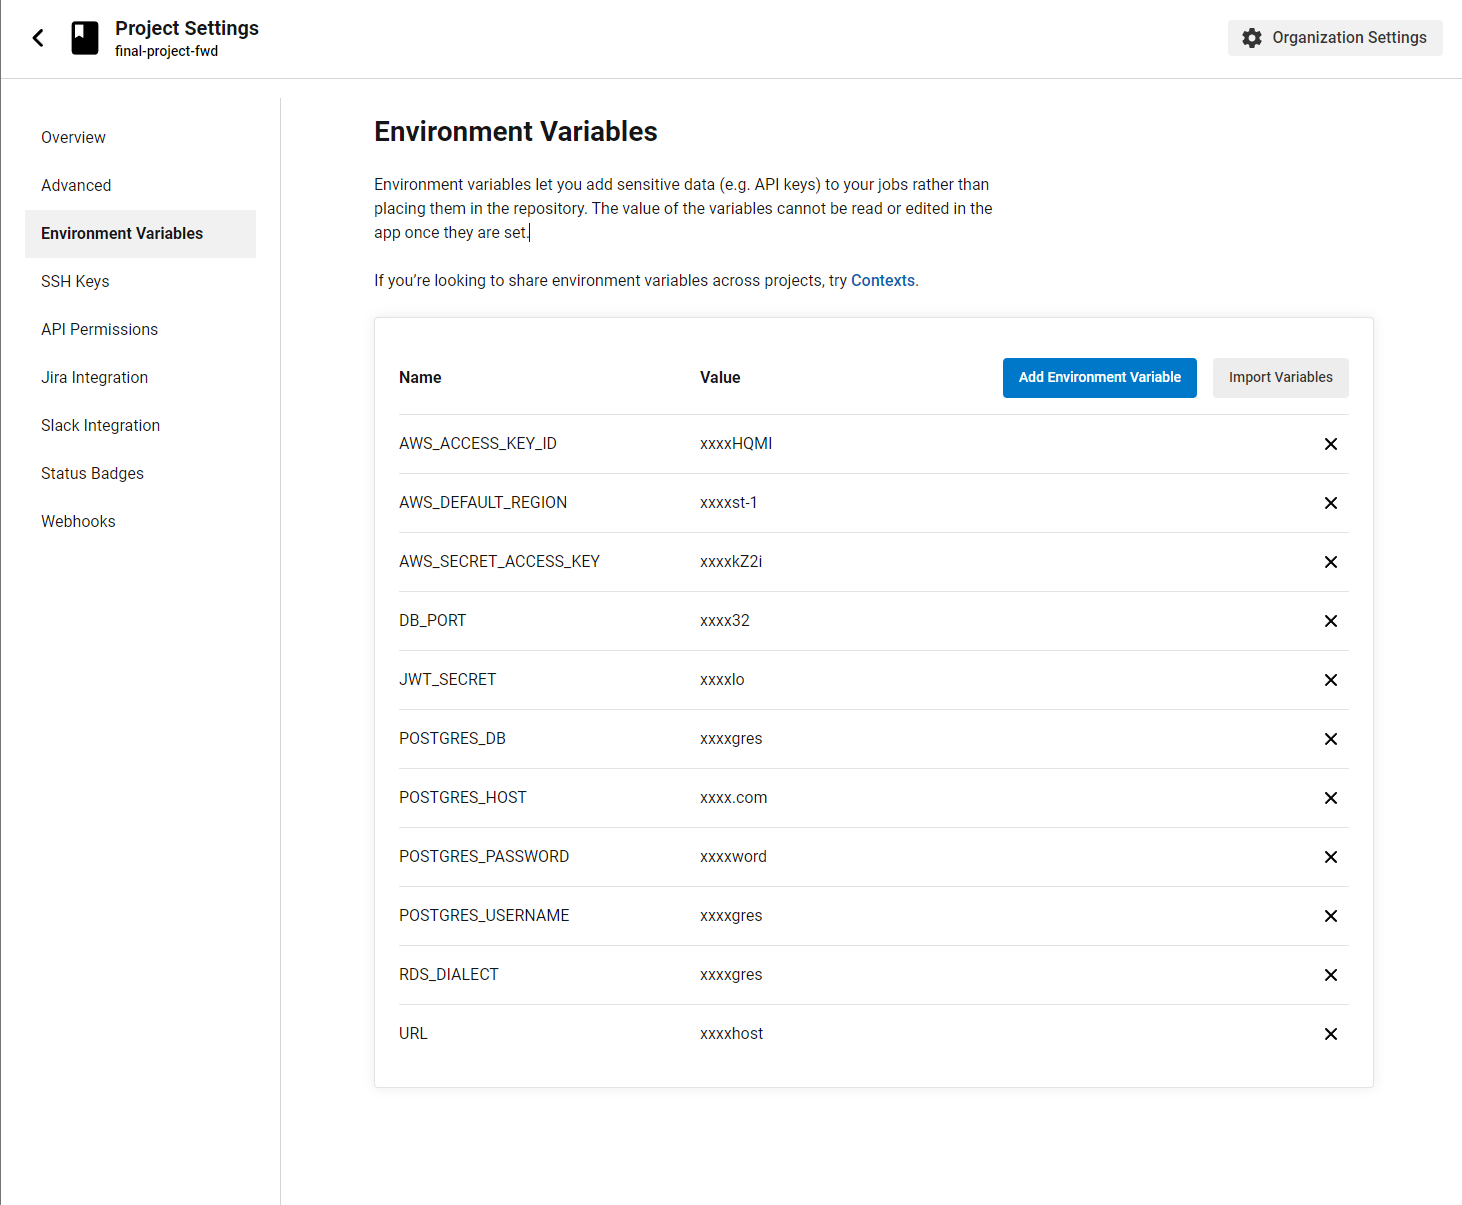 Project Settings
final-project-fwd
Organization Settings
Overview
Advanced
Environment Variables
SSH Keys
API Permissions
Jira Integration
Slack Integration
Status Badges
Webhooks
Environment Variables
Environment variables let you add sensitive data (e.g. API keys) to your jobs rather than
placing them in the repository. The value of the variables cannot be read or edited in the
app once they are set.
If you’re looking to share environment variables across projects, try Contexts.
Name Value Add Environment Variable Import Variables
AWS_ACCESS_KEY_ID xxxxHQMI
AWS_DEFAULT_REGION xxxxst-1
AWS_SECRET_ACCESS_KEY xxxxkZ2i
DB_PORT xxxx32
JWT_SECRET xxxxlo
POSTGRES_DB xxxxgres
POSTGRES_HOST xxxx.com
POSTGRES_PASSWORD xxxxword
POSTGRES_USERNAME xxxxgres
RDS_DIALECT xxxxgres
URL xxxxhost